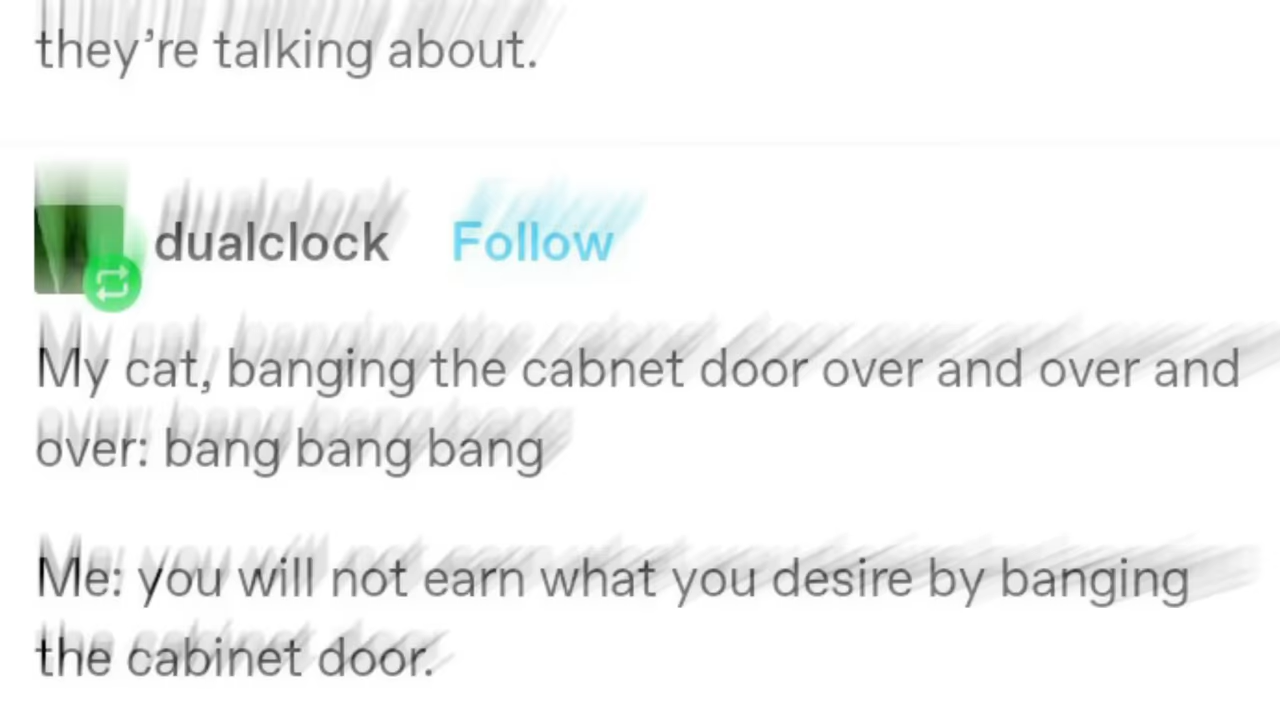 they’re talking about.
dualclock Follow
My cat, banging the cabnet door over and over and
over: bang bang bang
Me: you will not earn what you desire by banging
the cabinet door.